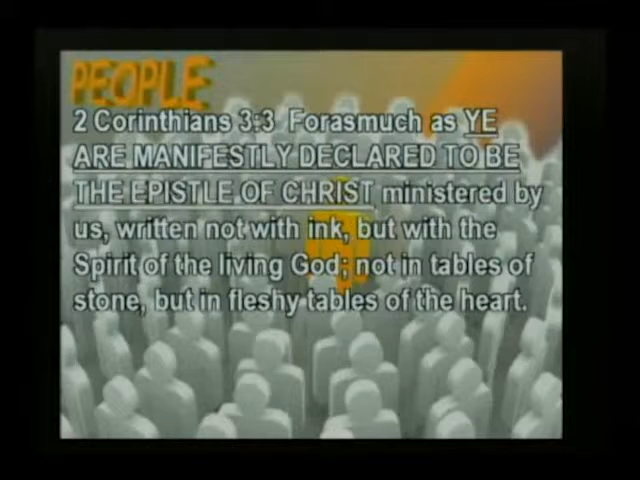 PEOPLE
2 Corinthians 3:3 Forasmuch as YE
ARE MANIFESTLY DECLARED TO BE
THE EPISTLE OF CHRIST ministered by
us, written not with ink, but with the
Spirit of the living God; not in tables of
stone, but in fleshy tables of the heart.